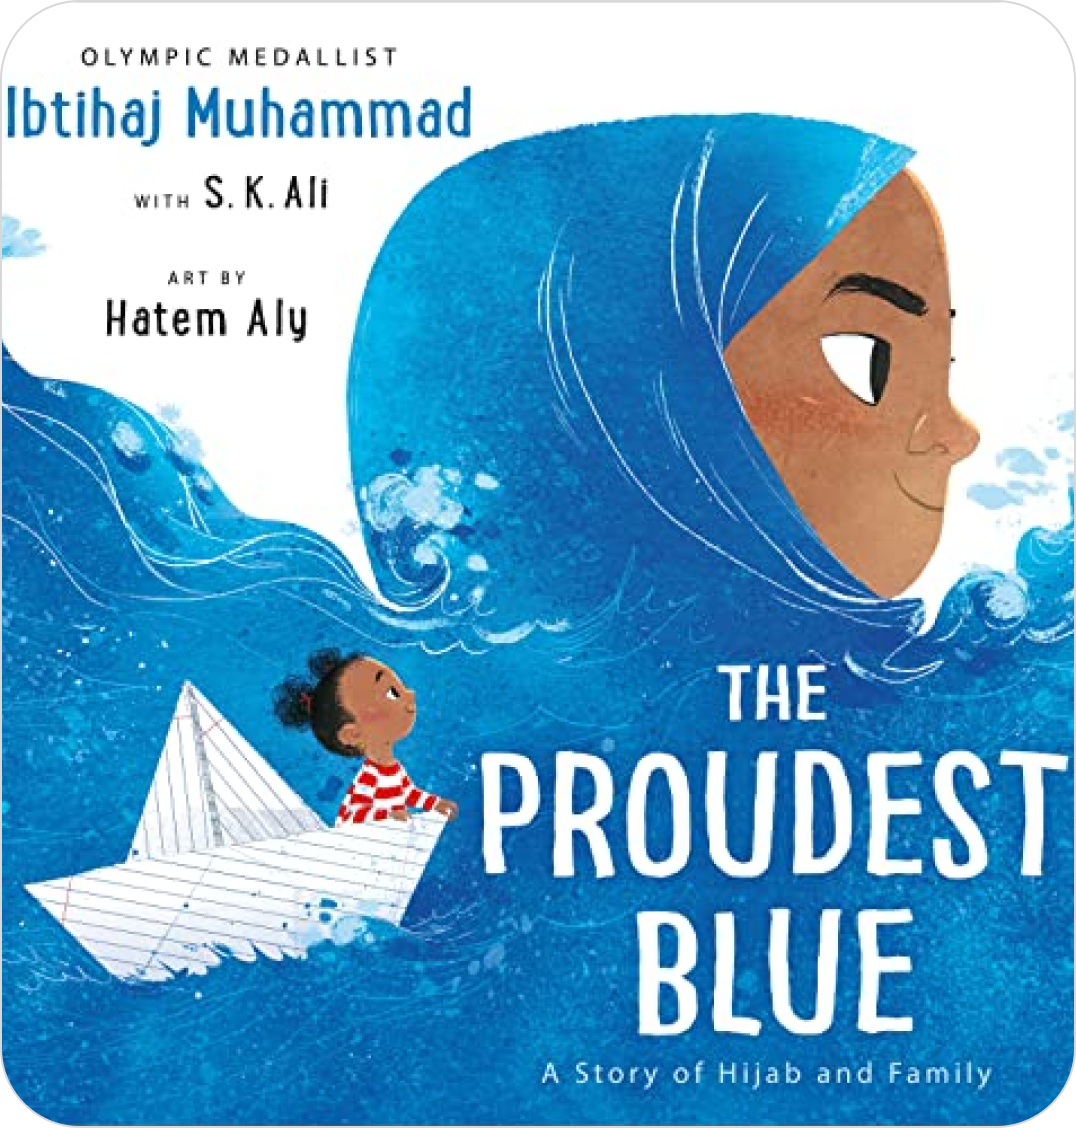 OLYMPIC MEDALLIST
Ibtihaj Muhammad
WITH S. K. Ali
ART BY
Hatem Aly
THE
PROUDEST
BLUE
A Story of Hijab and Family